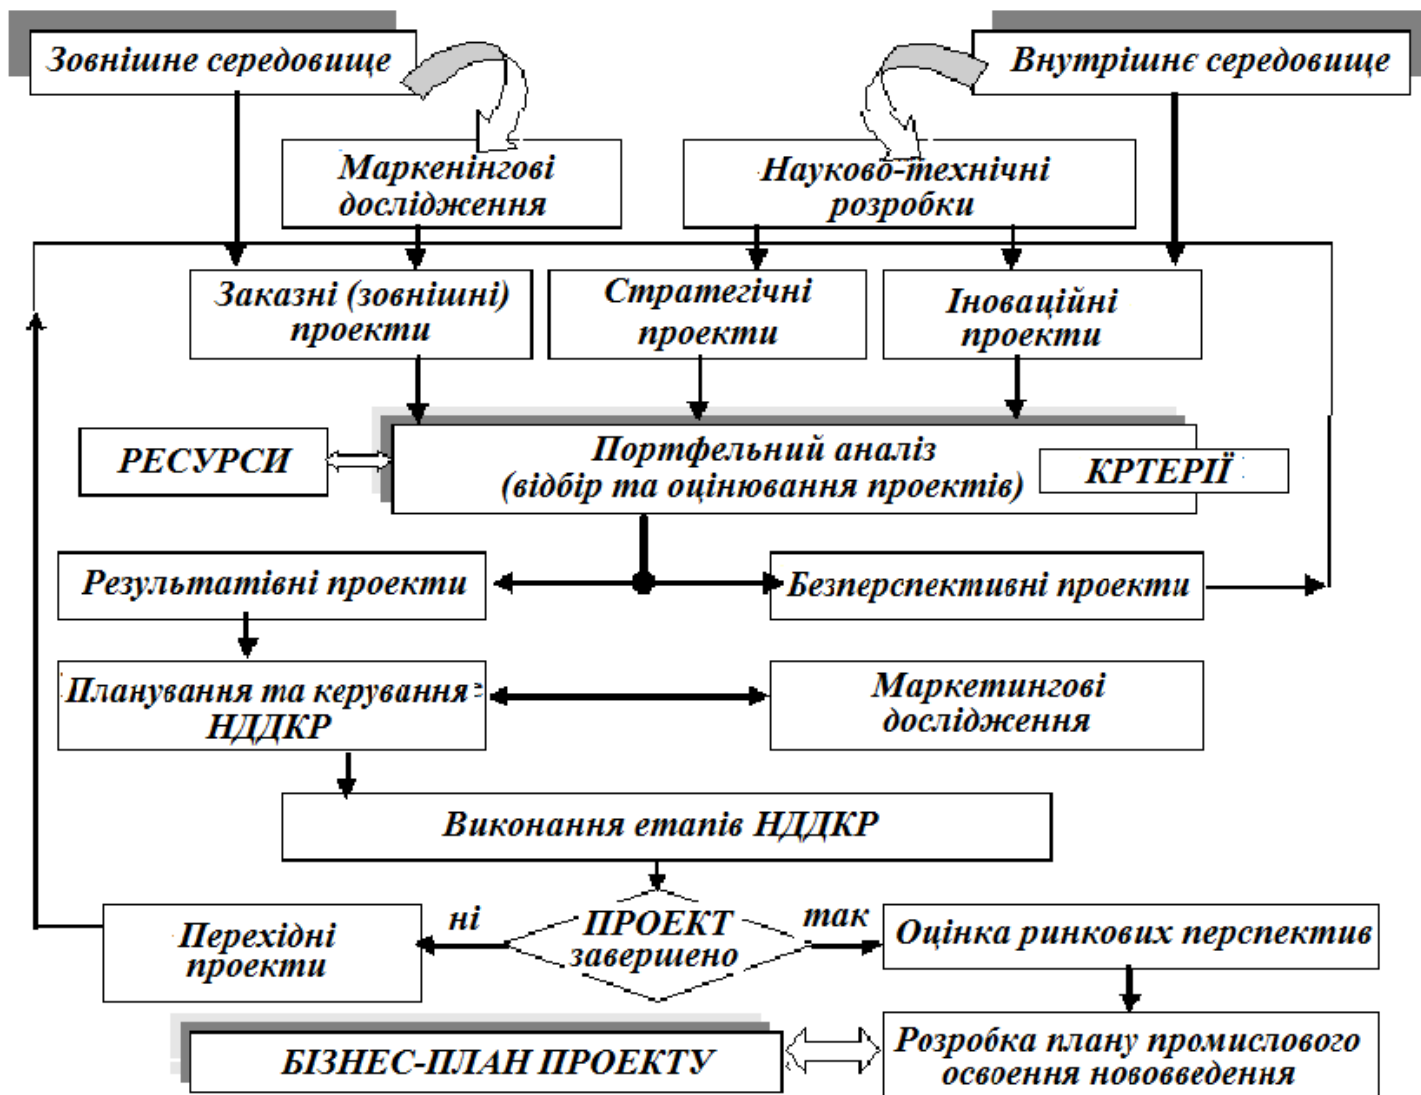 Зовнішне середовище
Внутрішнє середовище
Маркенінгові
дослідження
Науково-технічні
розробки
Заказні (зовнішні)
проекти
Стратегічні
проекти
Іноваційні
проекти
РЕСУРСИ
Портфельний аналіз
(відбір та оцінювання проектів)
КРТЕРІЇ
Результатівні проекти
Безперспективні проекти
Планування та керування
НДДКР
Маркетингові
дослідження
Виконання етапів НДДКР
ні
ПРОЕКТ
завершено
так
Перехідні
проекти
Оцінка ринкових перспектив
БІЗНЕС-ПЛАН ПРОЕКТУ
Розробка плану промислового
освоення нововведення